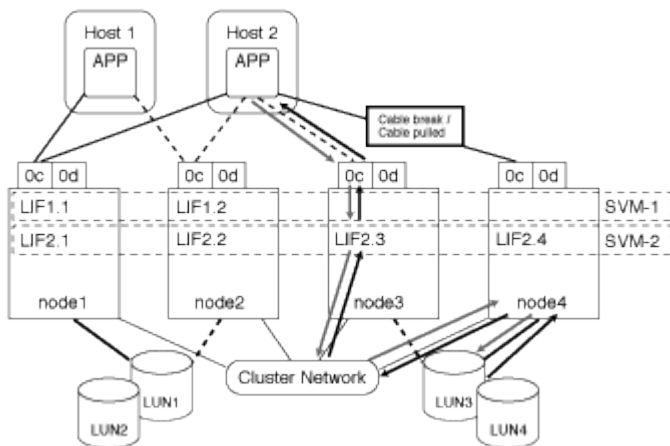 Host 1
Host 2
APP
APP
Cable break /
Cable pulled
0c
0d
0c
0d
0c
0d
0c
0d
LIF1.1
LIF1.2
SVM-1
LIF2.1
LIF2.2
LIF2.3
LIF2.4
SVM-2
node1
node2
node3
node4
Cluster Network
LUN1
LUN2
LUN3
LUN4